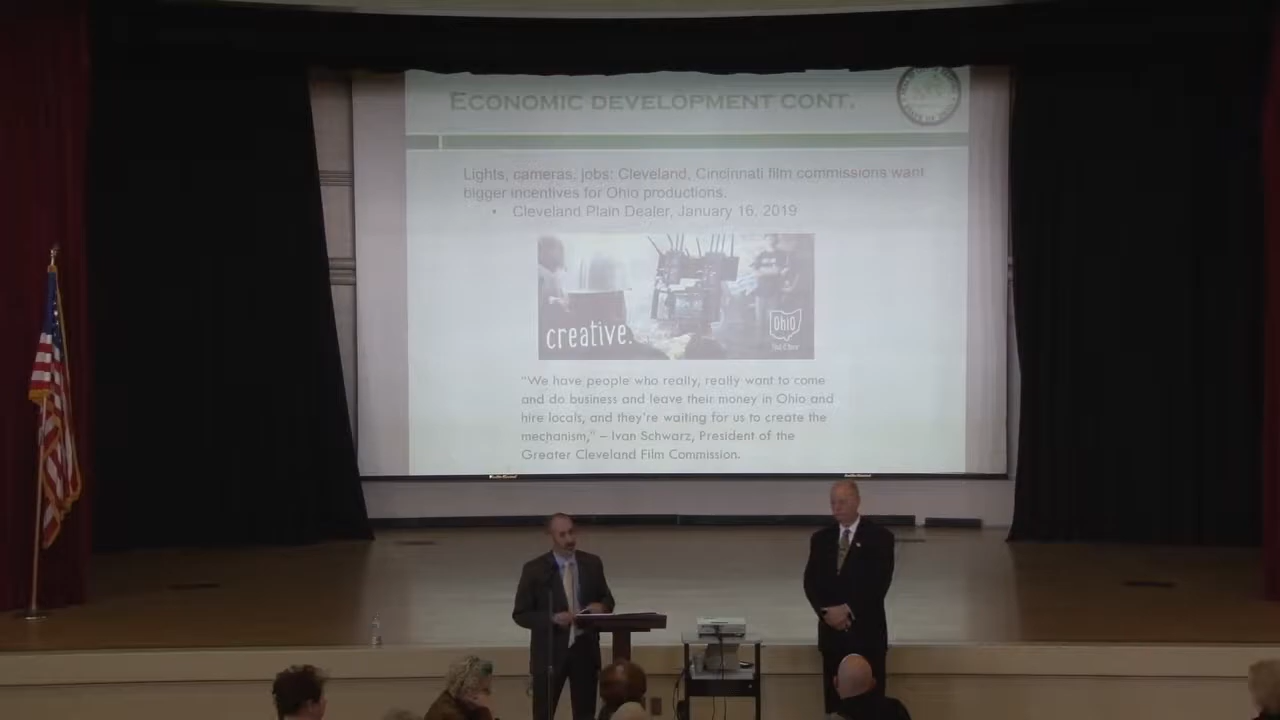 ECONOMIC DEVELOPMENT CONT.
Lights, cameras, jobs: Cleveland, Cincinnati film commissions want
bigger incentives for Ohio productions.
• Cleveland Plain Dealer, January 16, 2019
creative.
Ohio
"We have people who really, really want to come
and do business and leave their money in Ohio and
hire locals, and they're waiting for us to create the
mechanism," – Ivan Schwarz, President of the
Greater Cleveland Film Commission.